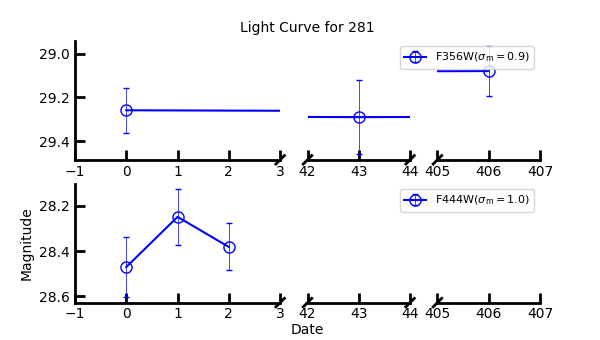 Light Curve for 281
F356W(σm = 0.9)
29.0
29.2
29.4
−1 0 1 2 3 42 43 44 405 406 407
F444W(σm = 1.0)
28.2
28.4
28.6
−1 0 1 2 3 42 43 44 405 406 407
Magnitude
Date